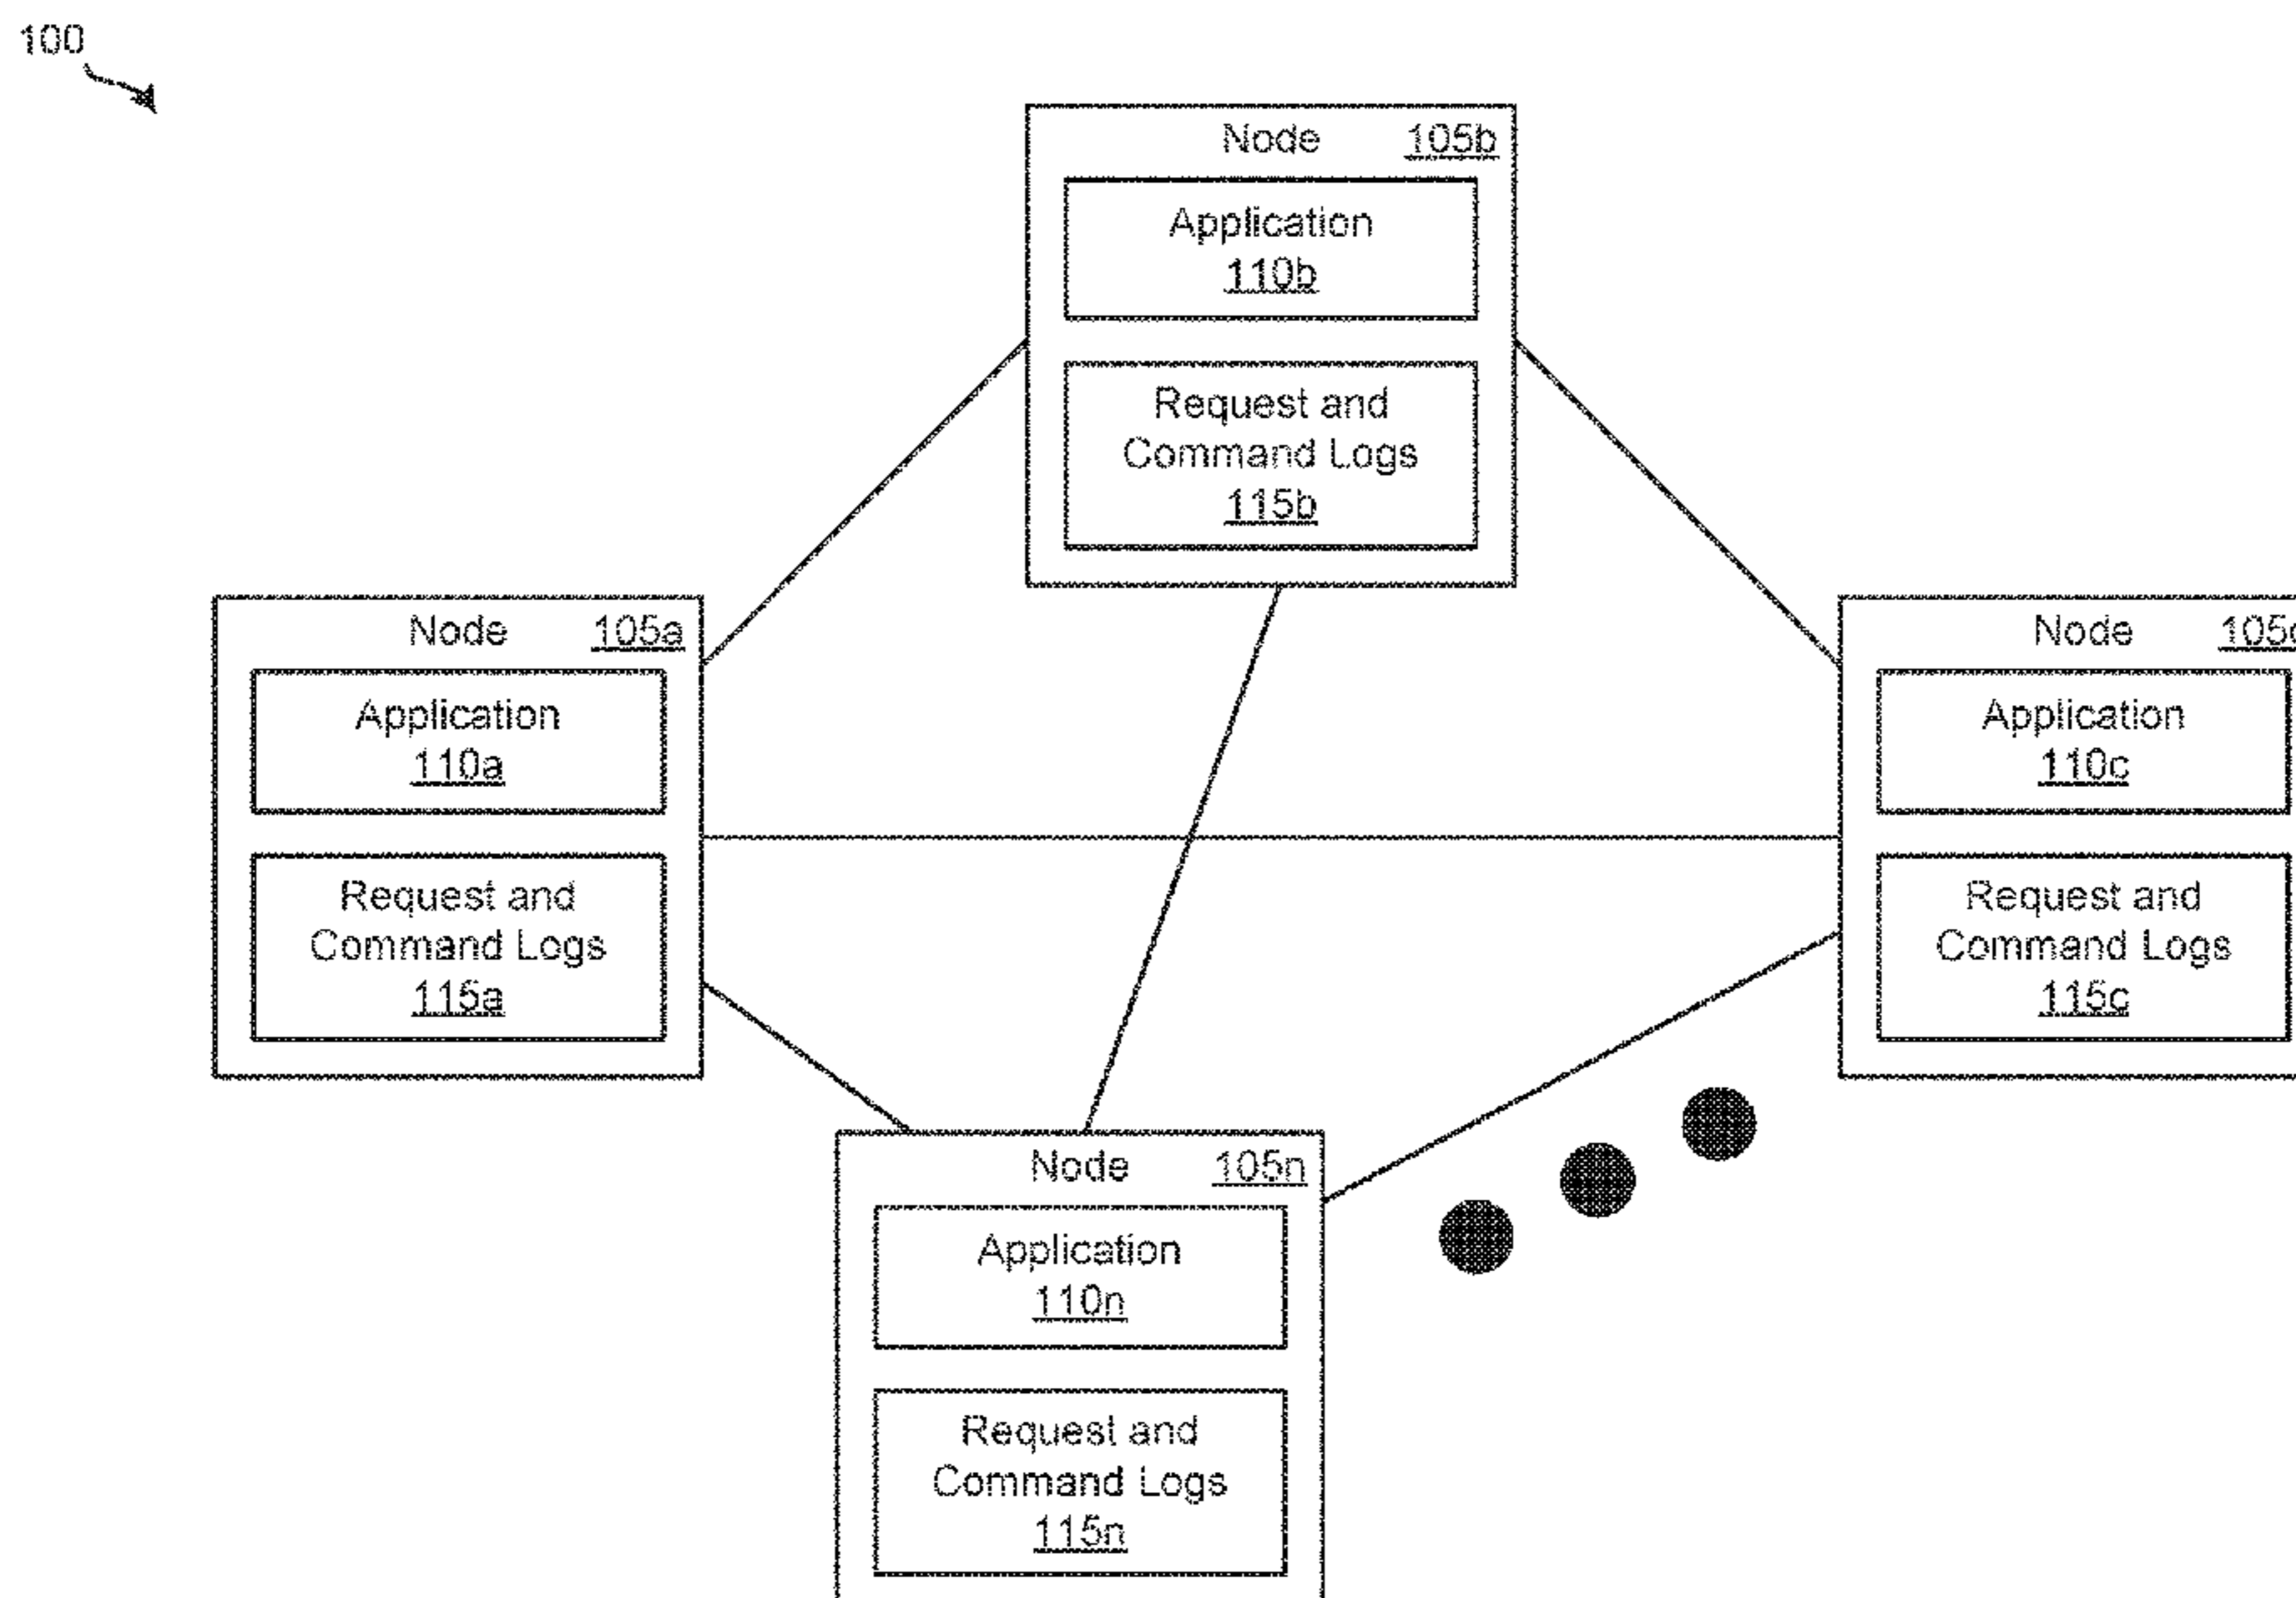 100
Node 105b
Application
110b
Request and
Command Logs
115b
Node 105a
Application
110a
Request and
Command Logs
115a
Node 105c
Application
110c
Request and
Command Logs
115c
Node 105n
Application
110n
Request and
Command Logs
115n